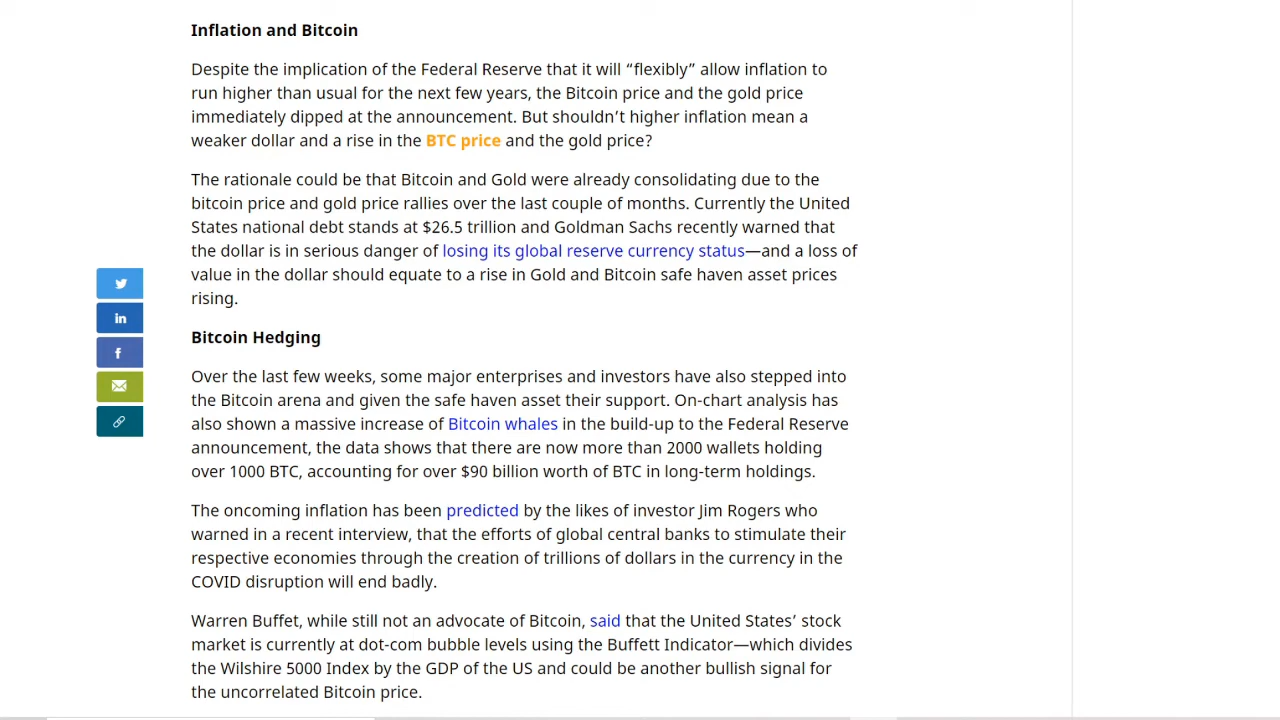 Inflation and Bitcoin
Despite the implication of the Federal Reserve that it will “flexibly” allow inflation to
run higher than usual for the next few years, the Bitcoin price and the gold price
immediately dipped at the announcement. But shouldn’t higher inflation mean a
weaker dollar and a rise in the BTC price and the gold price?
The rationale could be that Bitcoin and Gold were already consolidating due to the
bitcoin price and gold price rallies over the last couple of months. Currently the United
States national debt stands at $26.5 trillion and Goldman Sachs recently warned that
the dollar is in serious danger of losing its global reserve currency status—and a loss of
value in the dollar should equate to a rise in Gold and Bitcoin safe haven asset prices
rising.
Bitcoin Hedging
Over the last few weeks, some major enterprises and investors have also stepped into
the Bitcoin arena and given the safe haven asset their support. On-chart analysis has
also shown a massive increase of Bitcoin whales in the build-up to the Federal Reserve
announcement, the data shows that there are now more than 2000 wallets holding
over 1000 BTC, accounting for over $90 billion worth of BTC in long-term holdings.
The oncoming inflation has been predicted by the likes of investor Jim Rogers who
warned in a recent interview, that the efforts of global central banks to stimulate their
respective economies through the creation of trillions of dollars in the currency in the
COVID disruption will end badly.
Warren Buffet, while still not an advocate of Bitcoin, said that the United States’ stock
market is currently at dot-com bubble levels using the Buffett Indicator—which divides
the Wilshire 5000 Index by the GDP of the US and could be another bullish signal for
the uncorrelated Bitcoin price.